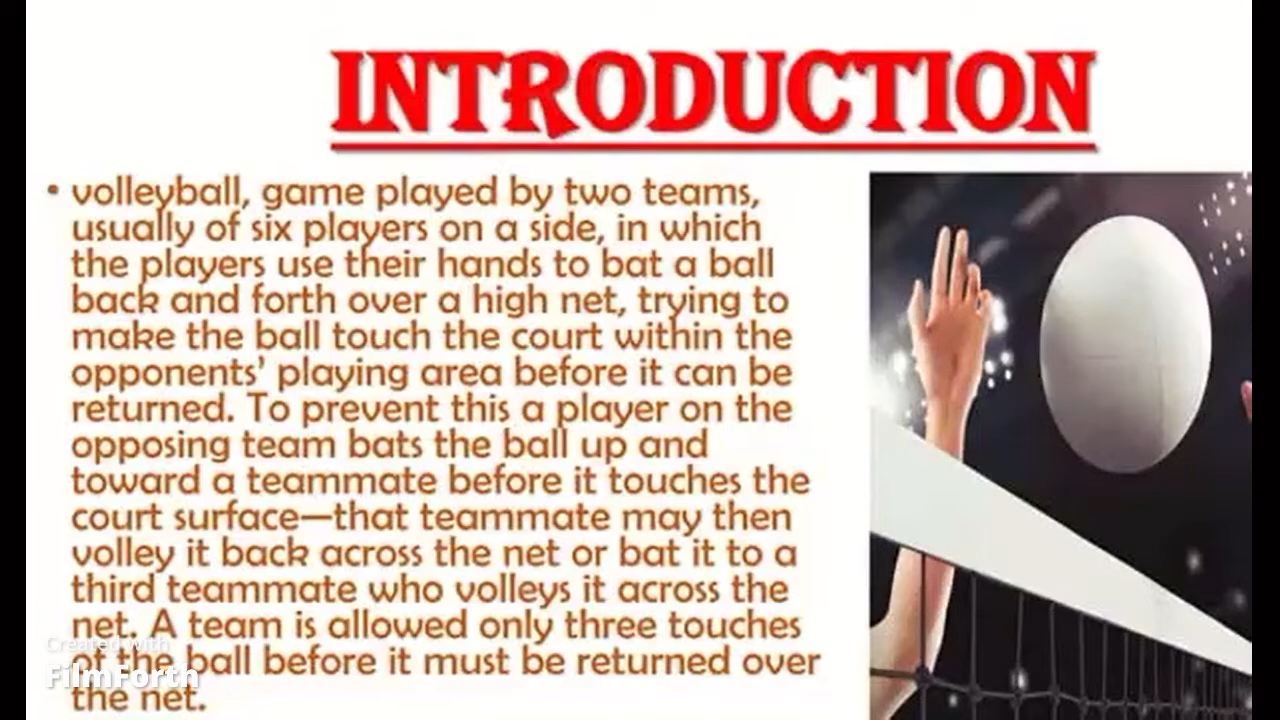 INTRODUCTION
• volleyball, game played by two teams,
usually of six players on a side, in which
the players use their hands to bat a ball
back and forth over a high net, trying to
make the ball touch the court within the
opponents’ playing area before it can be
returned. To prevent this a player on the
opposing team bats the ball up and
toward a teammate before it touches the
court surface—that teammate may then
volley it back across the net or bat it to a
third teammate who volleys it across the
net. A team is allowed only three touches
the ball before it must be returned over
the net.
Created with
FilmForth